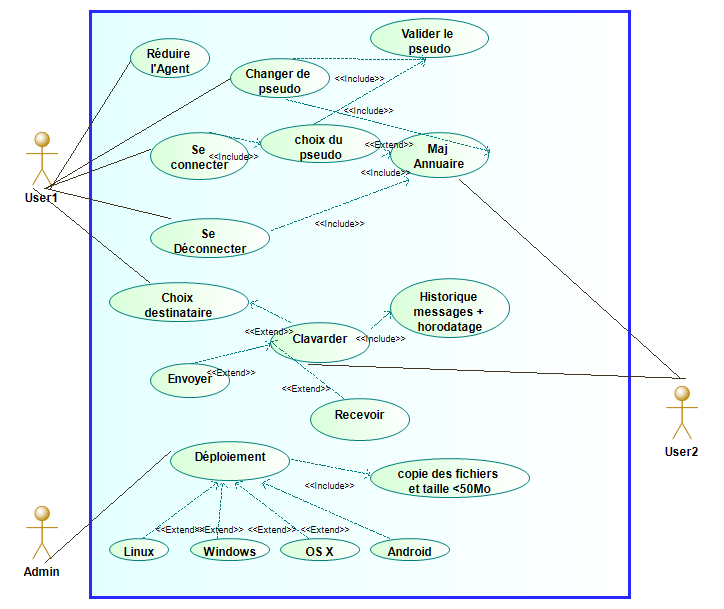 Valider le
pseudo
Réduire
l'Agent
Changer de
pseudo
<<Include>>
<<Include>>
Se
connecter
<<Include>>
choix du
pseudo
<<Extend>>
Maj
Annuaire
<<Include>>
User1
Se
Déconnecter
<<Include>>
Choix
destinataire
Historique
messages +
horodatage
<<Extend>>
Clavarder
<<Include>>
Envoyer
<<Extend>>
<<Extend>>
Recevoir
User2
Déploiement
copie des fichiers
et taille <50Mo
<<Include>>
<<Extend>>
<<Extend>>
<<Extend>>
<<Extend>>
Linux
Windows
OS X
Android
Admin